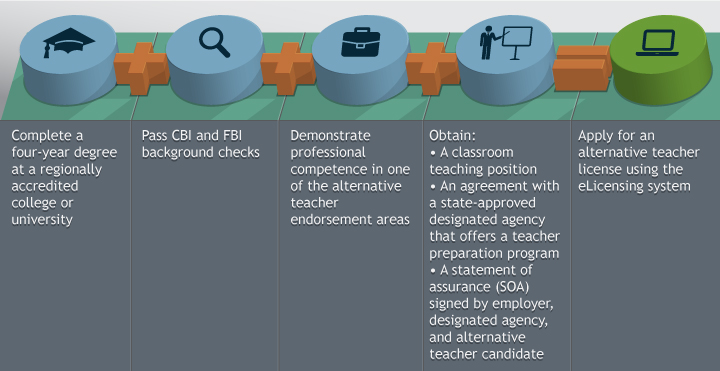 Complete a
four-year degree
at a regionally
accredited
college or
university
Pass CBI and FBI
background checks
Demonstrate
professional
competence in one
of the alternative
teacher
endorsement areas
Obtain:
• A classroom
teaching position
• An agreement with
a state-approved
designated agency
that offers a teacher
preparation program
• A statement of
assurance (SOA)
signed by employer,
designated agency,
and alternative
teacher candidate
Apply for an
alternative teacher
license using the
eLicensing system